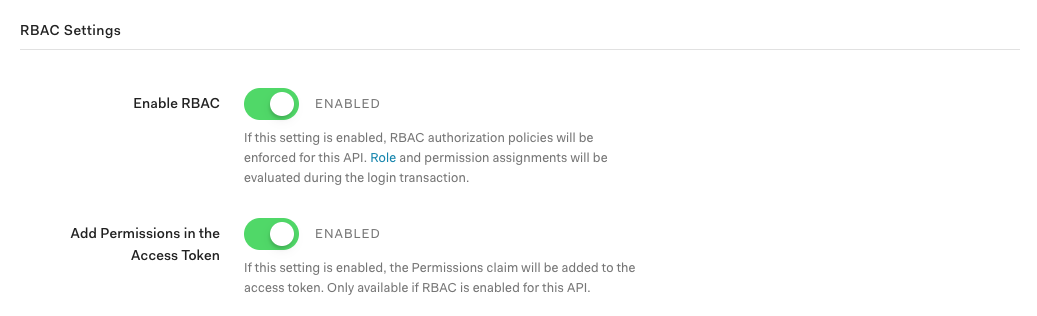 RBAC Settings
Enable RBAC
ENABLED
If this setting is enabled, RBAC authorization policies will be
enforced for this API. Role and permission assignments will be
evaluated during the login transaction.
Add Permissions in the
Access Token
ENABLED
If this setting is enabled, the Permissions claim will be added to the
access token. Only available if RBAC is enabled for this API.